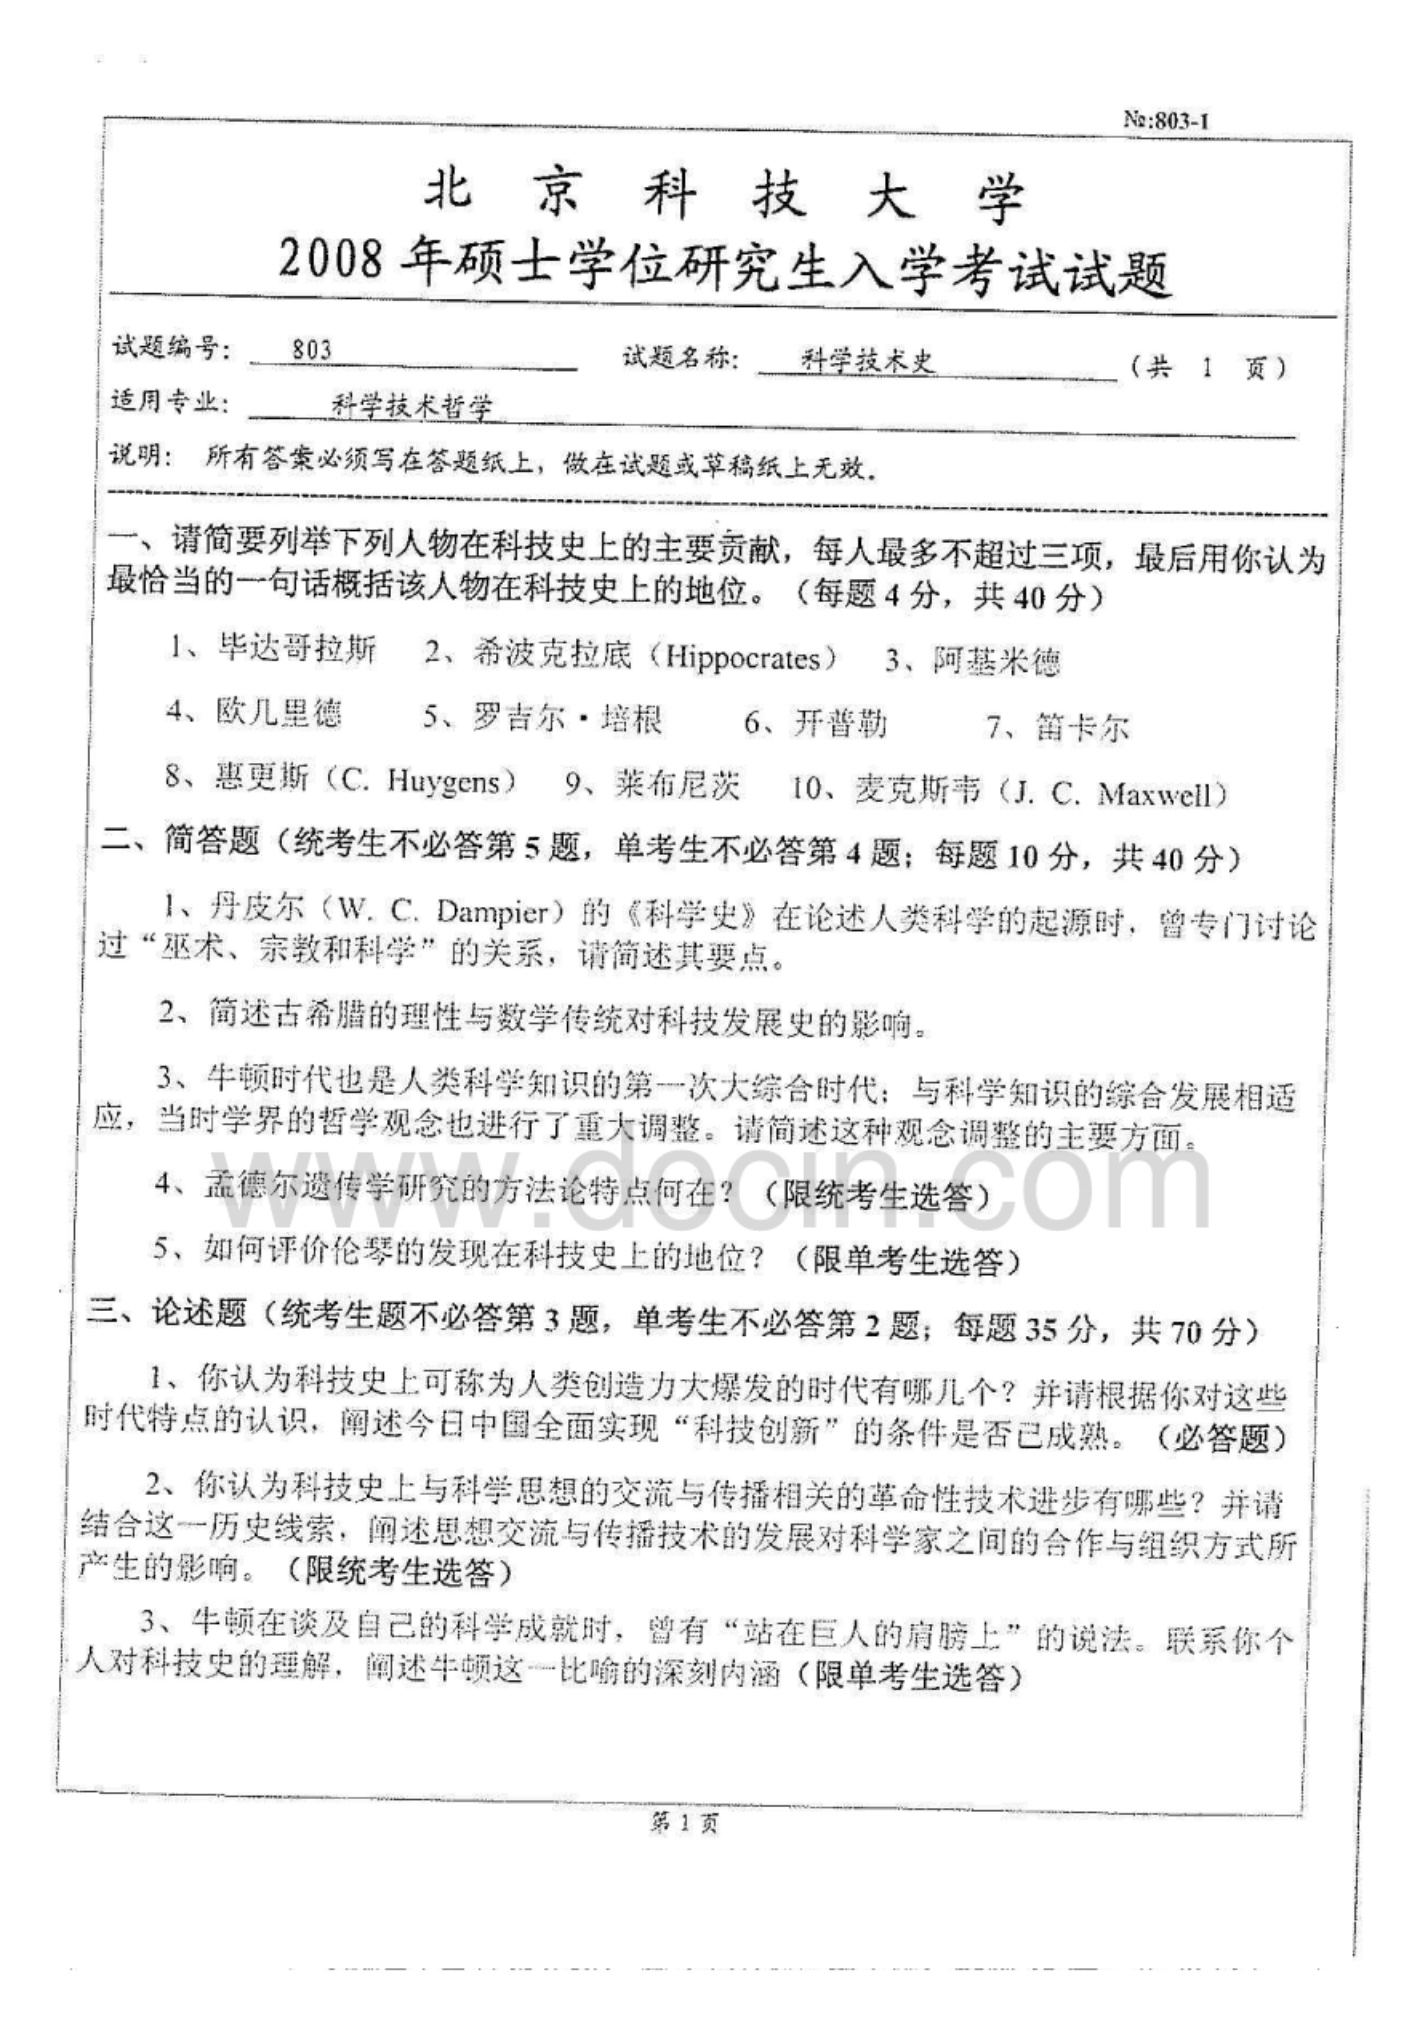 №:803-1
北京科技大学
2008年硕士学位研究生入学考试试题
试题编号: 803 试题名称: 科学技术史 (共 1 页)
适用专业: 科学技术哲学
说明: 所有答案必须写在答题纸上，做在试题或草稿纸上无效.
一、请简要列举下列人物在科技史上的主要贡献，每人最多不超过三项，最后用你认为
最恰当的一句话概括该人物在科技史上的地位。（每题4分，共40分）
1、毕达哥拉斯 2、希波克拉底（Hippocrates） 3、阿基米德
4、欧几里德 5、罗吉尔·培根 6、开普勒 7、笛卡尔
8、惠更斯（C. Huygens） 9、莱布尼茨 10、麦克斯韦（J. C. Maxwell）
二、简答题（统考生不必答第5题，单考生不必答第4题；每题10分，共40分）
1、丹皮尔（W. C. Dampier）的《科学史》在论述人类科学的起源时，曾专门讨论
过“巫术、宗教和科学”的关系，请简述其要点。
2、简述古希腊的理性与数学传统对科技发展史的影响。
3、牛顿时代也是人类科学知识的第一次大综合时代；与科学知识的综合发展相适
应，当时学界的哲学观念也进行了重大调整。请简述这种观念调整的主要方面。
www.docin.com
4、孟德尔遗传学研究的方法论特点何在？（限统考生选答）
5、如何评价伦琴的发现在科技史上的地位？（限单考生选答）
三、论述题（统考生题不必答第3题，单考生不必答第2题；每题35分，共70分）
1、你认为科技史上可称为人类创造力大爆发的时代有哪几个？并请根据你对这些
时代特点的认识，阐述今日中国全面实现“科技创新”的条件是否已成熟。（必答题）
2、你认为科技史上与科学思想的交流与传播相关的革命性技术进步有哪些？并请
结合这一历史线索，阐述思想交流与传播技术的发展对科学家之间的合作与组织方式所
产生的影响。（限统考生选答）
3、牛顿在谈及自己的科学成就时，曾有“站在巨人的肩膀上”的说法。联系你个
人对科技史的理解，阐述牛顿这一比喻的深刻内涵（限单考生选答）
第1页